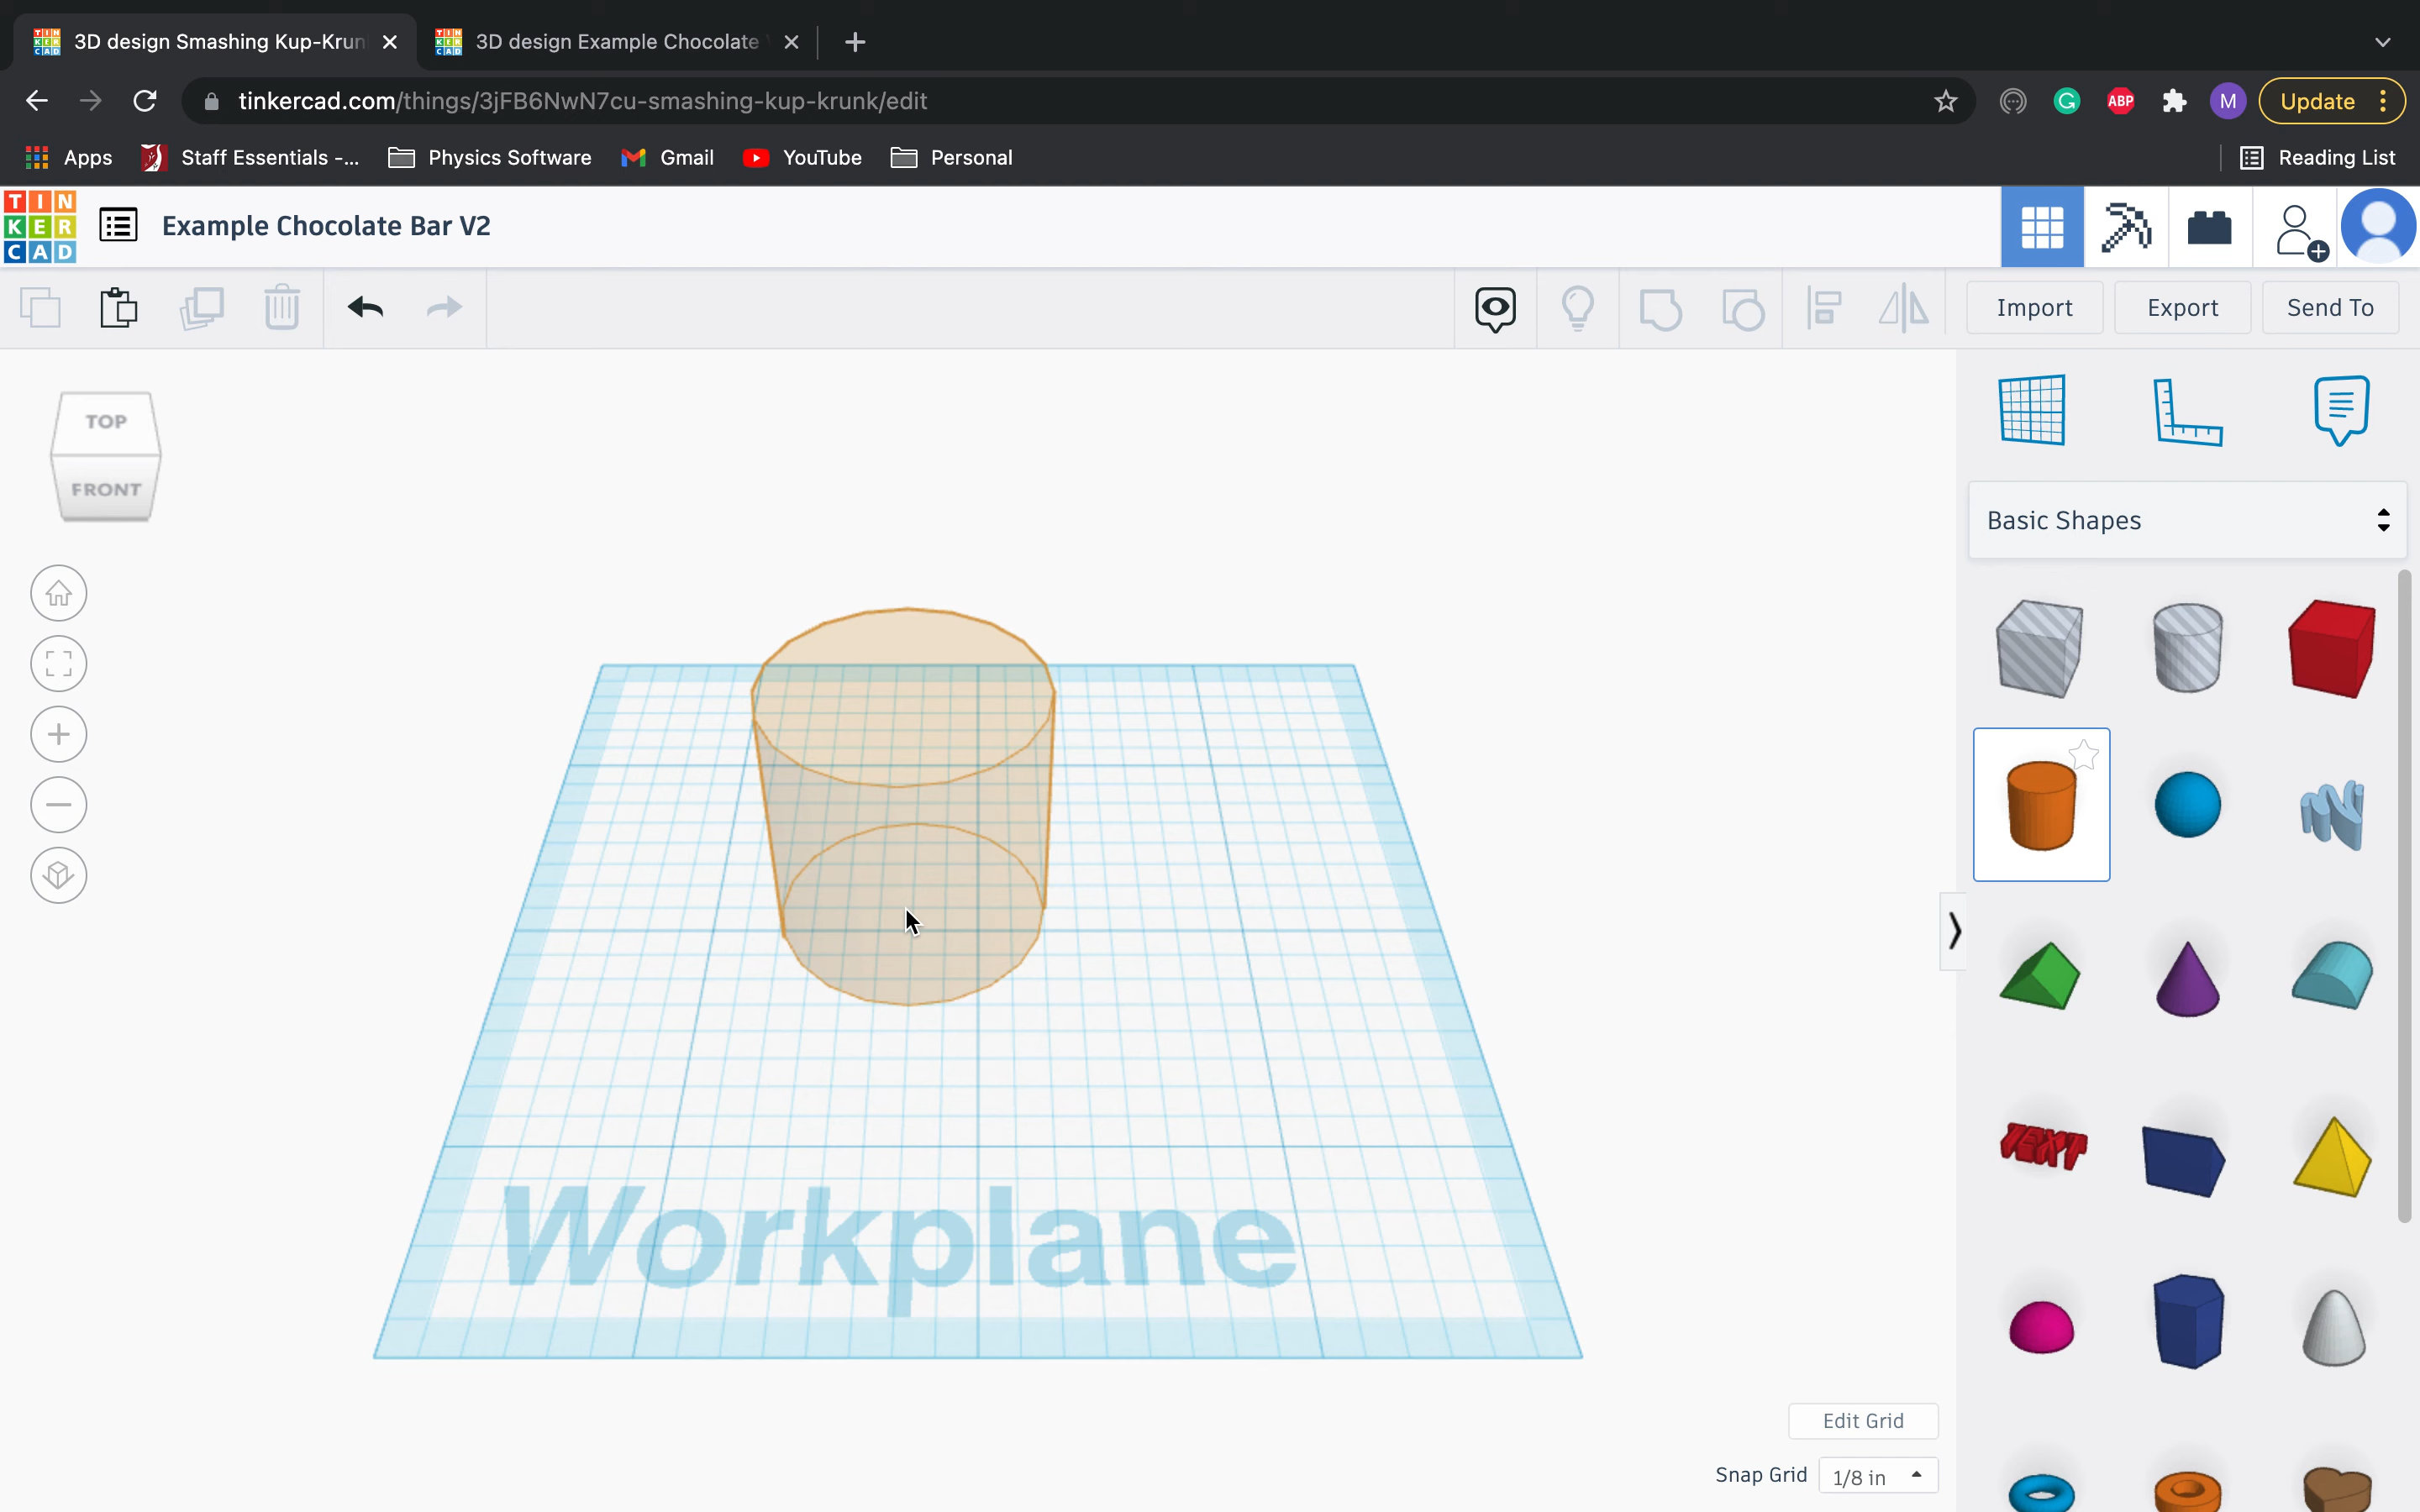 3D design Smashing Kup-Krun
3D design Example Chocolate
tinkercad.com/things/3jFB6NwN7cu-smashing-kup-krunk/edit
ABP
M
Update
Apps
Staff Essentials -...
Physics Software
Gmail
YouTube
Personal
Reading List
TIN
KER
CAD
Example Chocolate Bar V2
Import
Export
Send To
TOP
FRONT
Basic Shapes
TEXT
Workplane
Edit Grid
Snap Grid
1/8 in